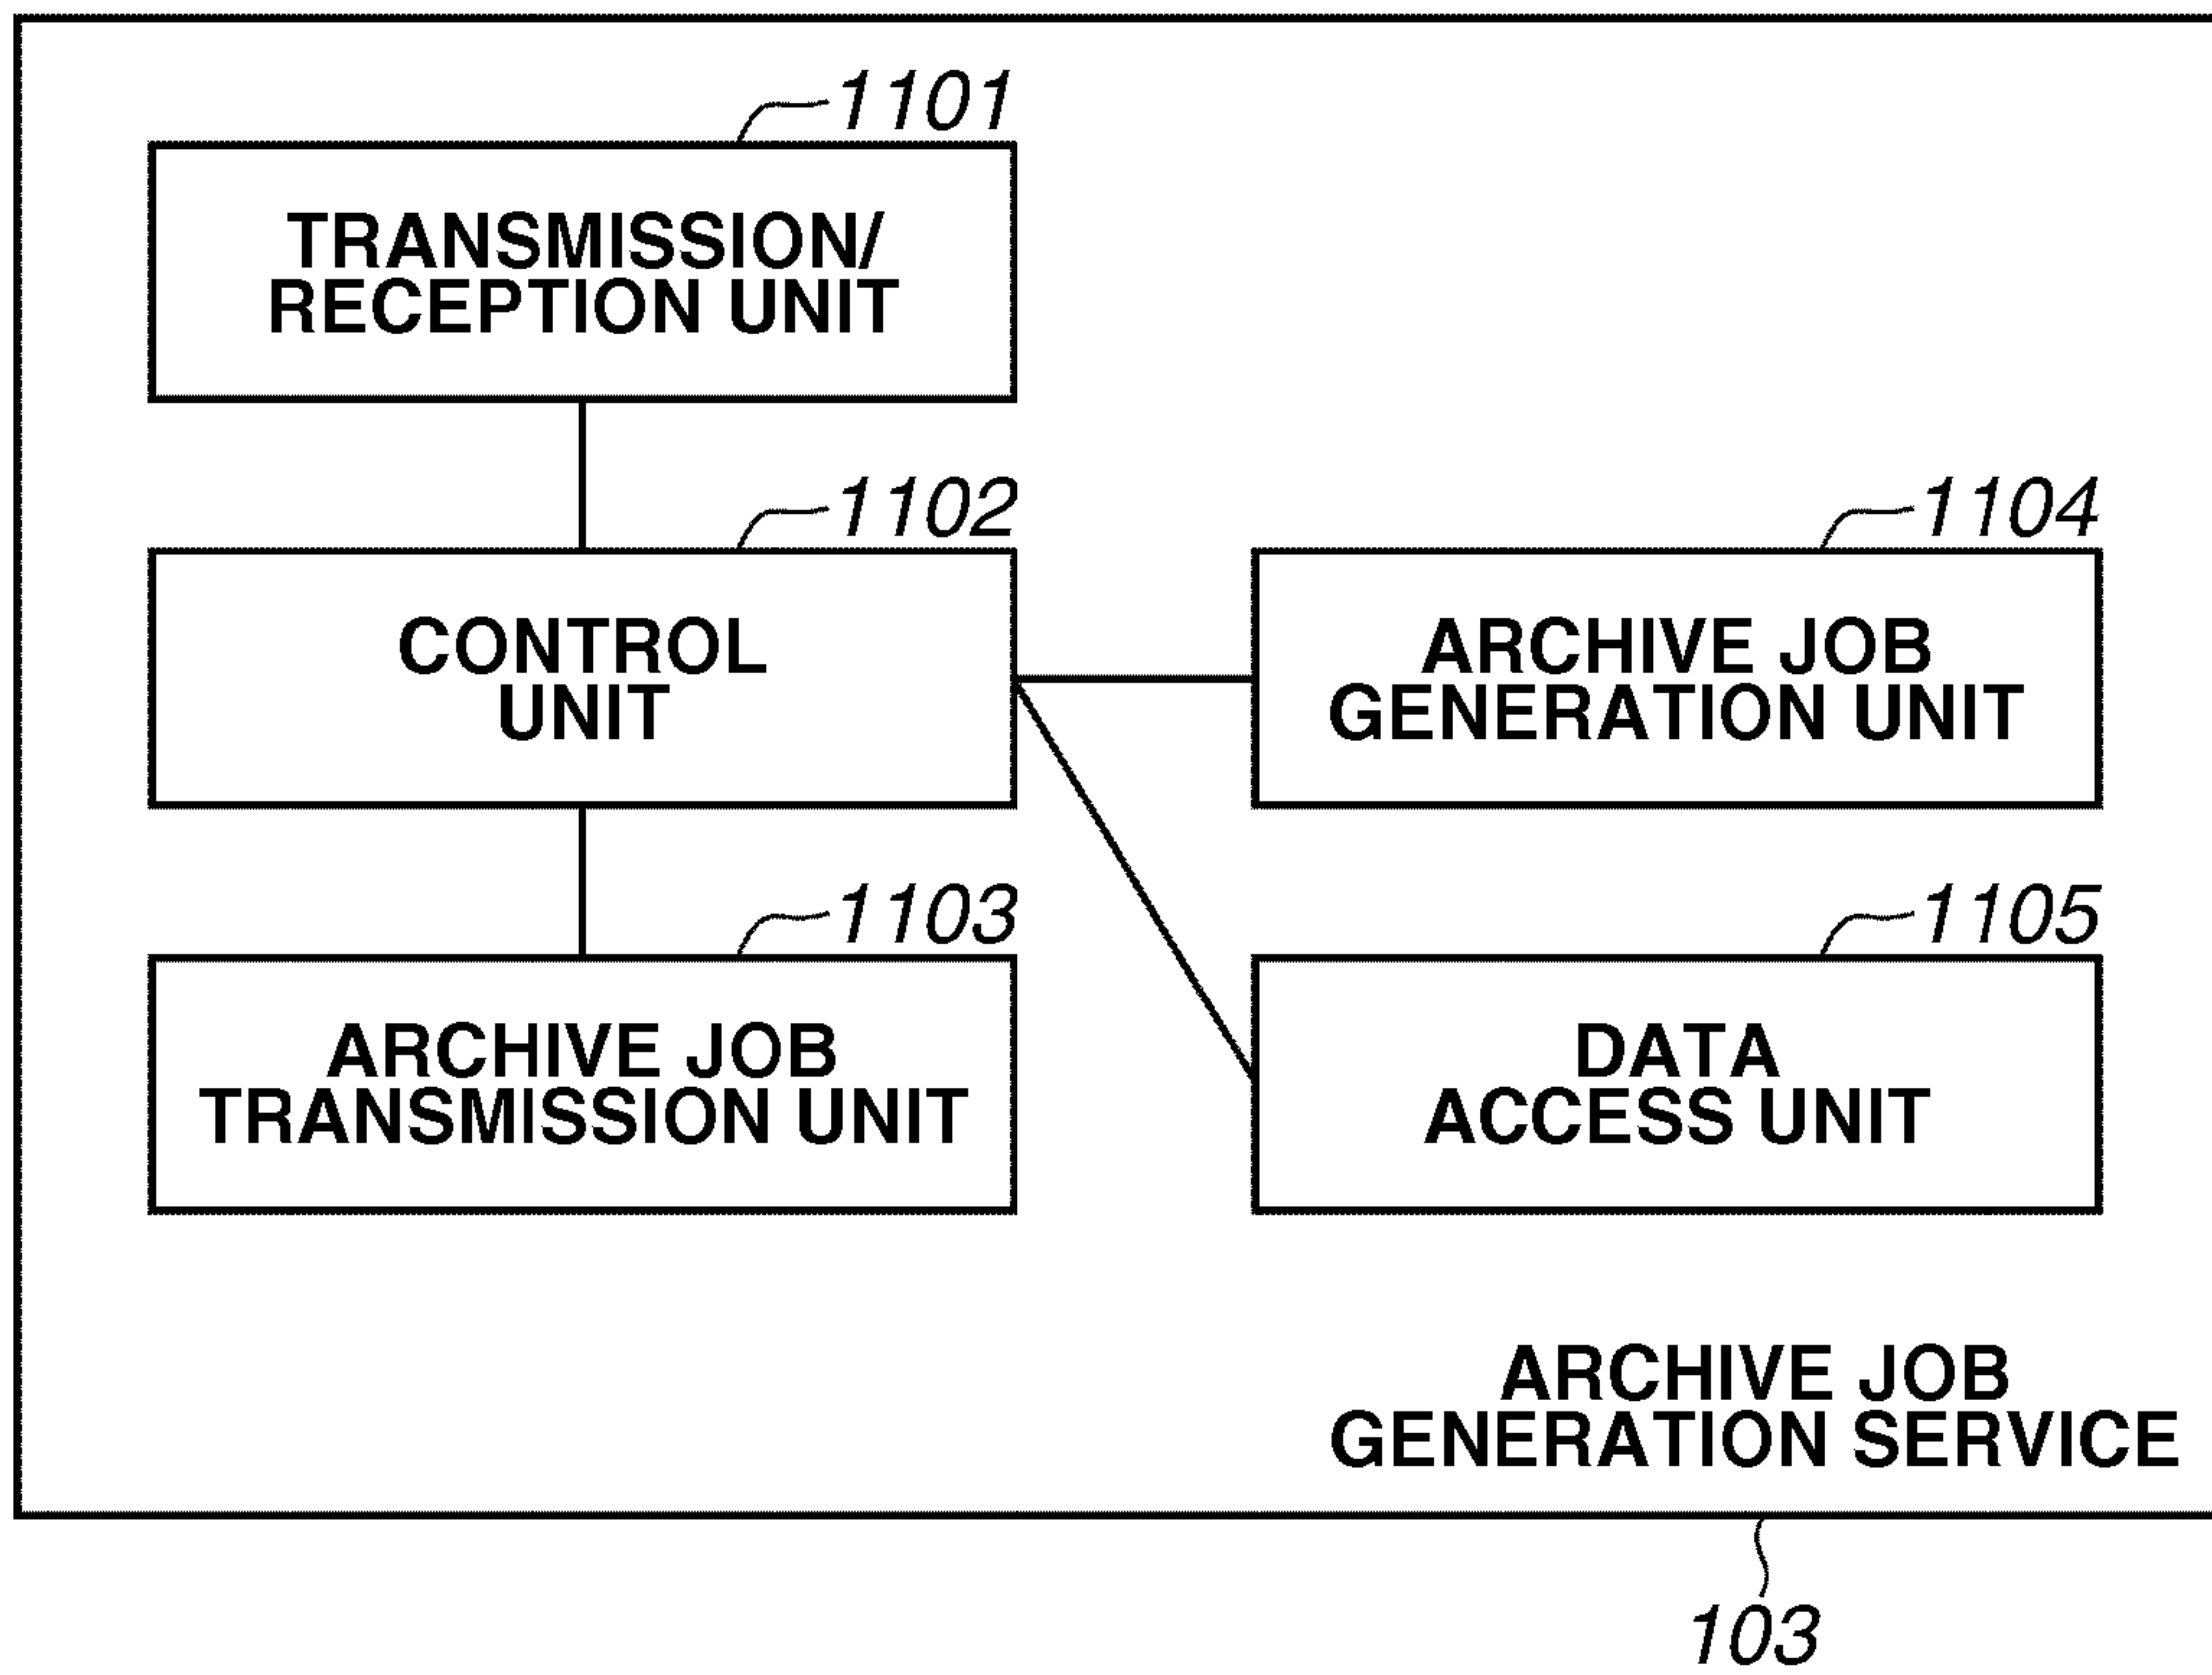 1101
TRANSMISSION/
RECEPTION UNIT
1102
CONTROL
UNIT
1104
ARCHIVE JOB
GENERATION UNIT
1103
ARCHIVE JOB
TRANSMISSION UNIT
1105
DATA
ACCESS UNIT
ARCHIVE JOB
GENERATION SERVICE
103